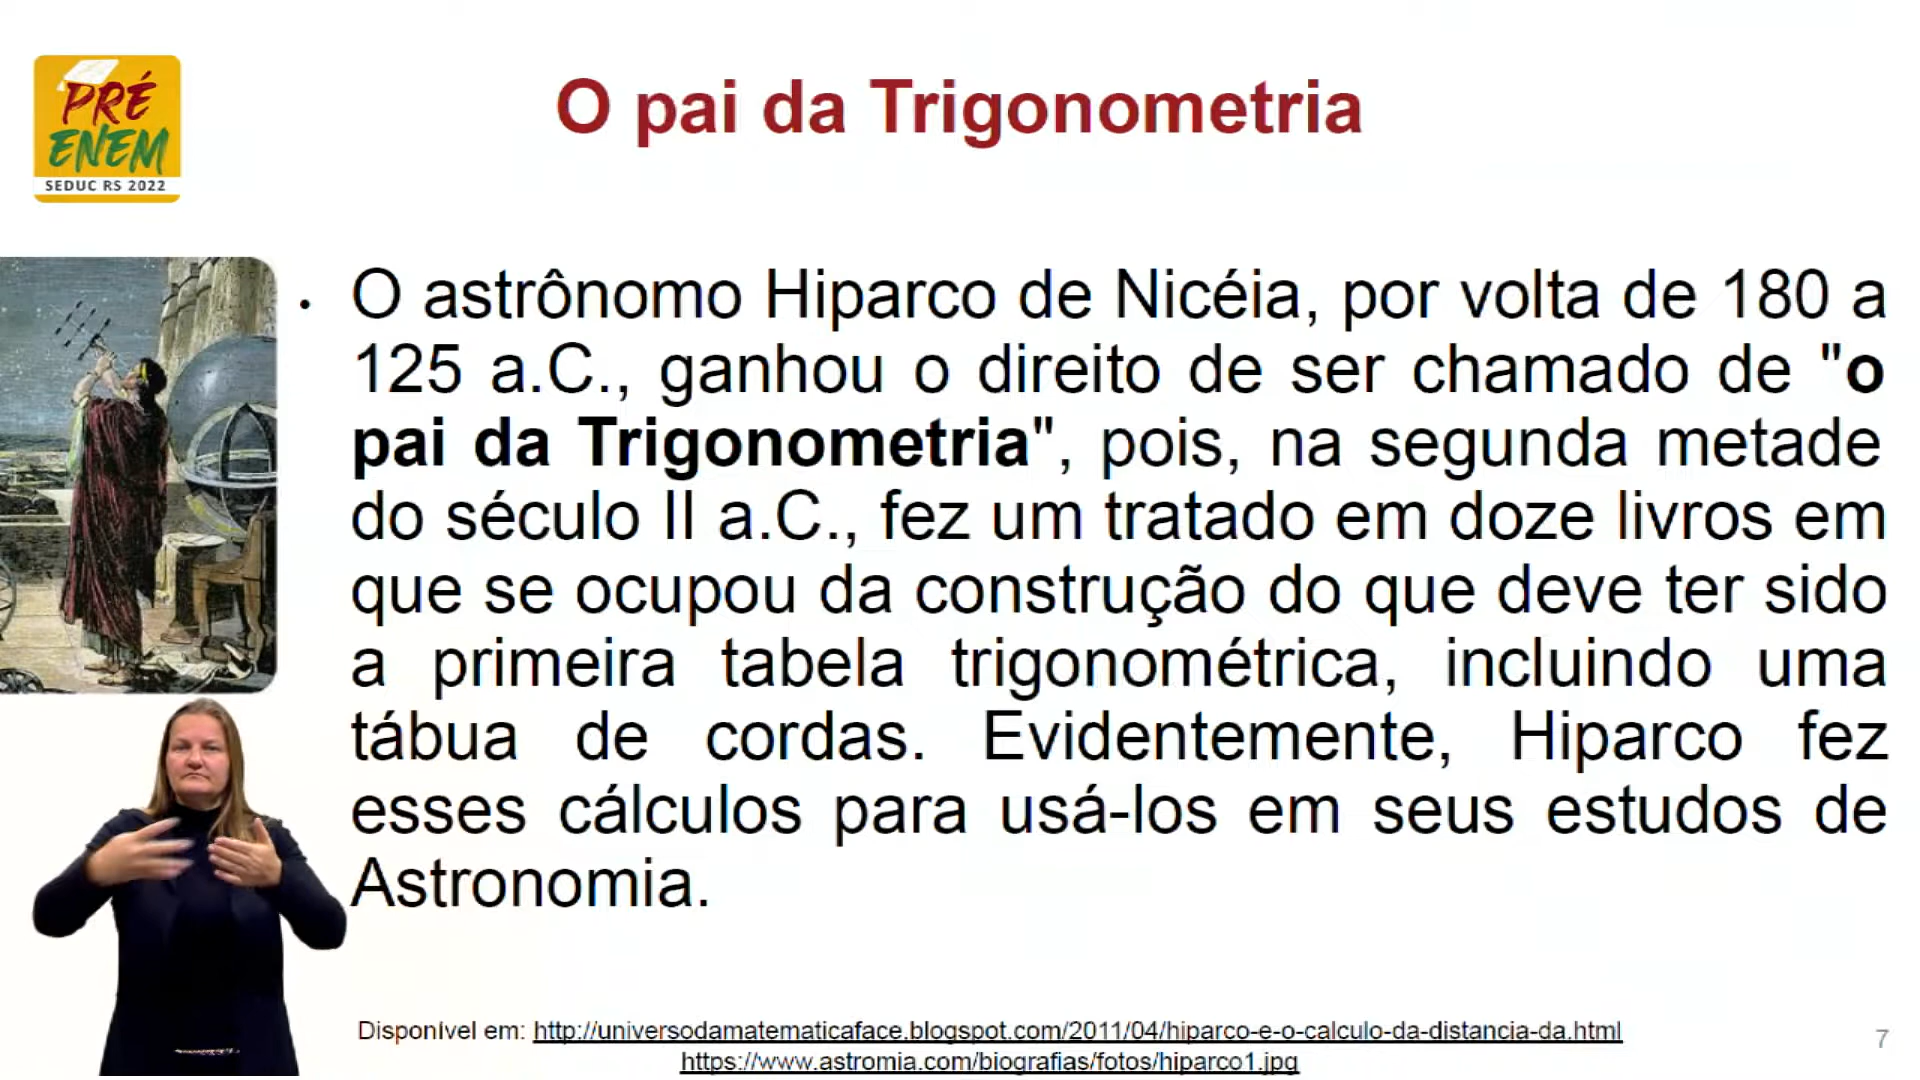 PRÉ
ENEM
SEDUC RS 2022
O pai da Trigonometria
• O astrônomo Hiparco de Nicéia, por volta de 180 a
125 a.C., ganhou o direito de ser chamado de "o
pai da Trigonometria", pois, na segunda metade
do século II a.C., fez um tratado em doze livros em
que se ocupou da construção do que deve ter sido
a primeira tabela trigonométrica, incluindo uma
tábua de cordas. Evidentemente, Hiparco fez
esses cálculos para usá-los em seus estudos de
Astronomia.
Disponível em: http://universodamatematicaface.blogspot.com/2011/04/hiparco-e-o-calculo-da-distancia-da.html
https://www.astromia.com/biografias/fotos/hiparco1.jpg
7